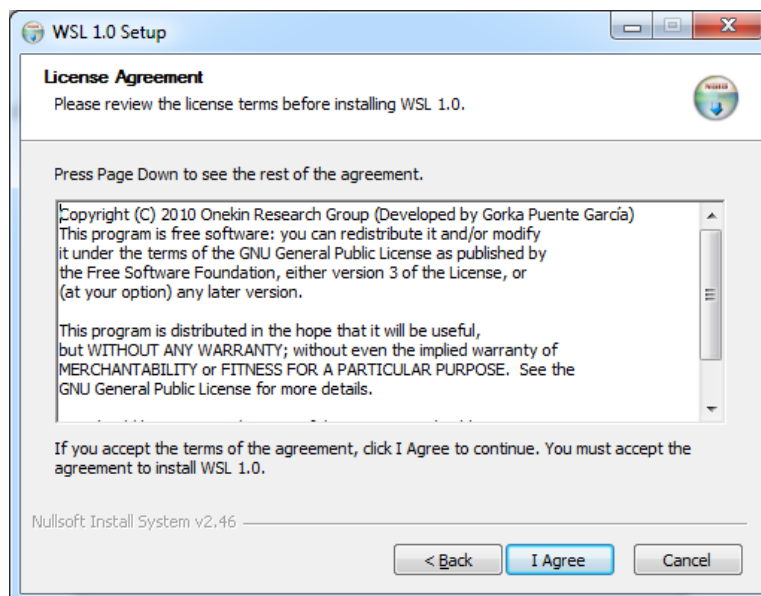 WSL 1.0 Setup
License Agreement
Please review the license terms before installing WSL 1.0.
Press Page Down to see the rest of the agreement.
Copyright (C) 2010 Onekin Research Group (Developed by Gorka Puente García)
This program is free software: you can redistribute it and/or modify
it under the terms of the GNU General Public License as published by
the Free Software Foundation, either version 3 of the License, or
(at your option) any later version.
This program is distributed in the hope that it will be useful,
but WITHOUT ANY WARRANTY; without even the implied warranty of
MERCHANTABILITY or FITNESS FOR A PARTICULAR PURPOSE.  See the
GNU General Public License for more details.
If you accept the terms of the agreement, click I Agree to continue. You must accept the
agreement to install WSL 1.0.
Nullsoft Install System v2.46
< Back
I Agree
Cancel